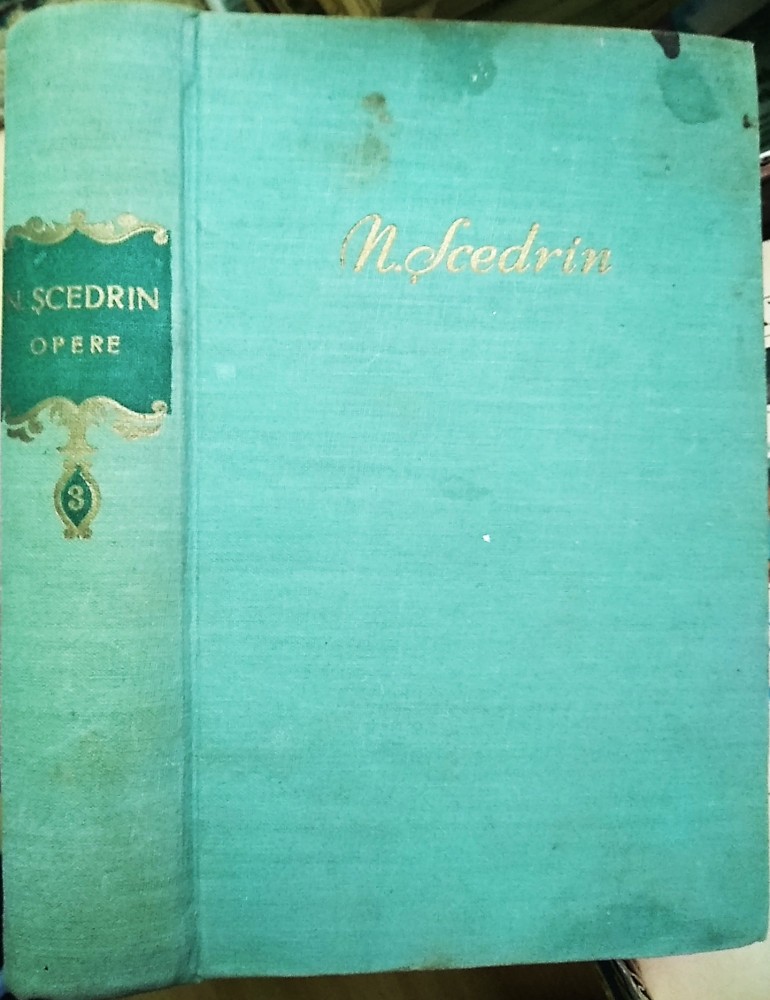 N. ŞCEDRIN
OPERE
3
N. Şcedrin